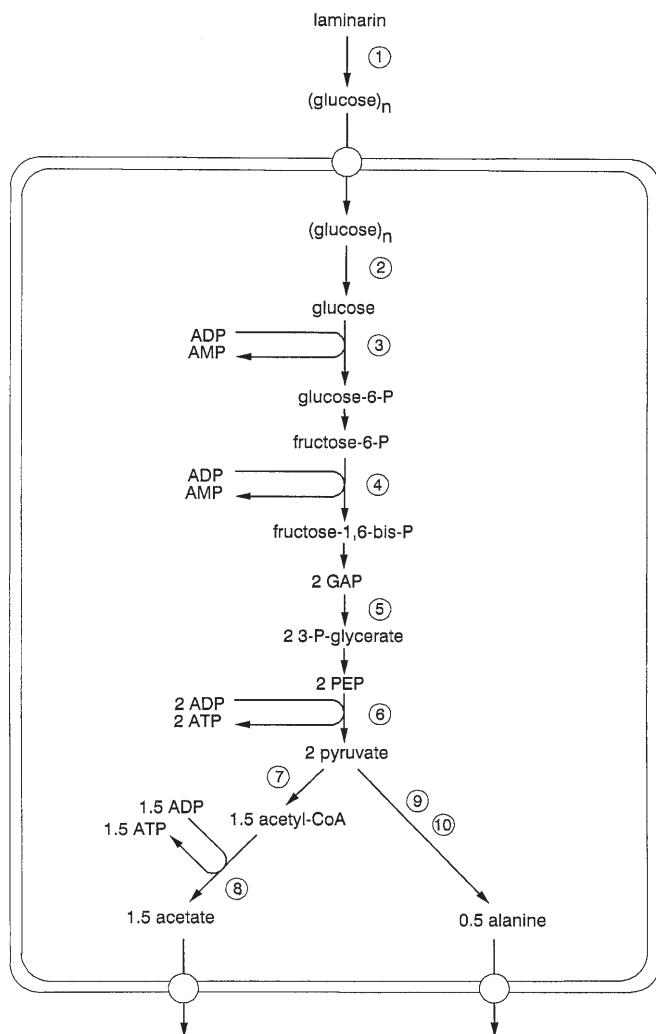 laminarin
①
(glucose)n
(glucose)n
②
glucose
ADP
AMP
③
glucose-6-P
fructose-6-P
ADP
AMP
④
fructose-1,6-bis-P
2 GAP
⑤
2 3-P-glycerate
2 PEP
2 ADP
2 ATP
⑥
2 pyruvate
⑦
⑨
⑩
1.5 ADP
1.5 ATP
1.5 acetyl-CoA
⑧
1.5 acetate
0.5 alanine